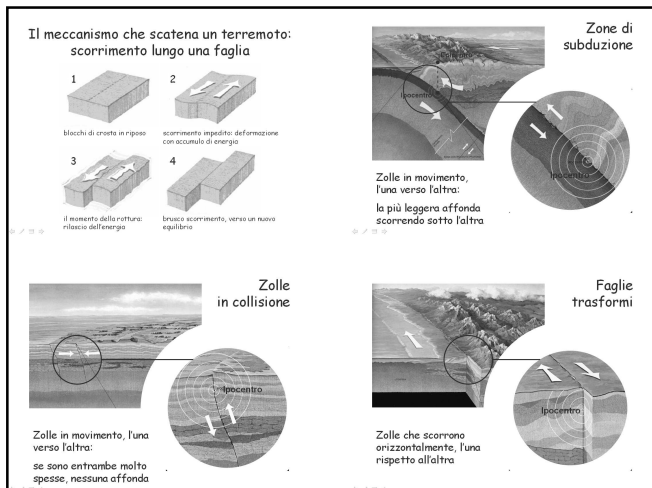 Il meccanismo che scatena un terremoto:
scorrimento lungo una faglia
1
2
blocchi di crosta in riposo
scorrimento impedito: deformazione
con accumulo di energia
3
4
il momento della rottura:
rilascio dell'energia
brusco scorrimento, verso un nuovo
equilibrio
Zone di
subduzione
Epicentro
Ipocentro
Ipocentro
Zolle in movimento,
l'una verso l'altra:
la più leggera affonda
scorrendo sotto l'altra
Zolle
in collisione
Ipocentro
Zolle in movimento, l'una
verso l'altra:
se sono entrambe molto
spesse, nessuna affonda
Faglie
trasformi
Ipocentro
Zolle che scorrono
orizzontalmente, l'una
rispetto all'altra